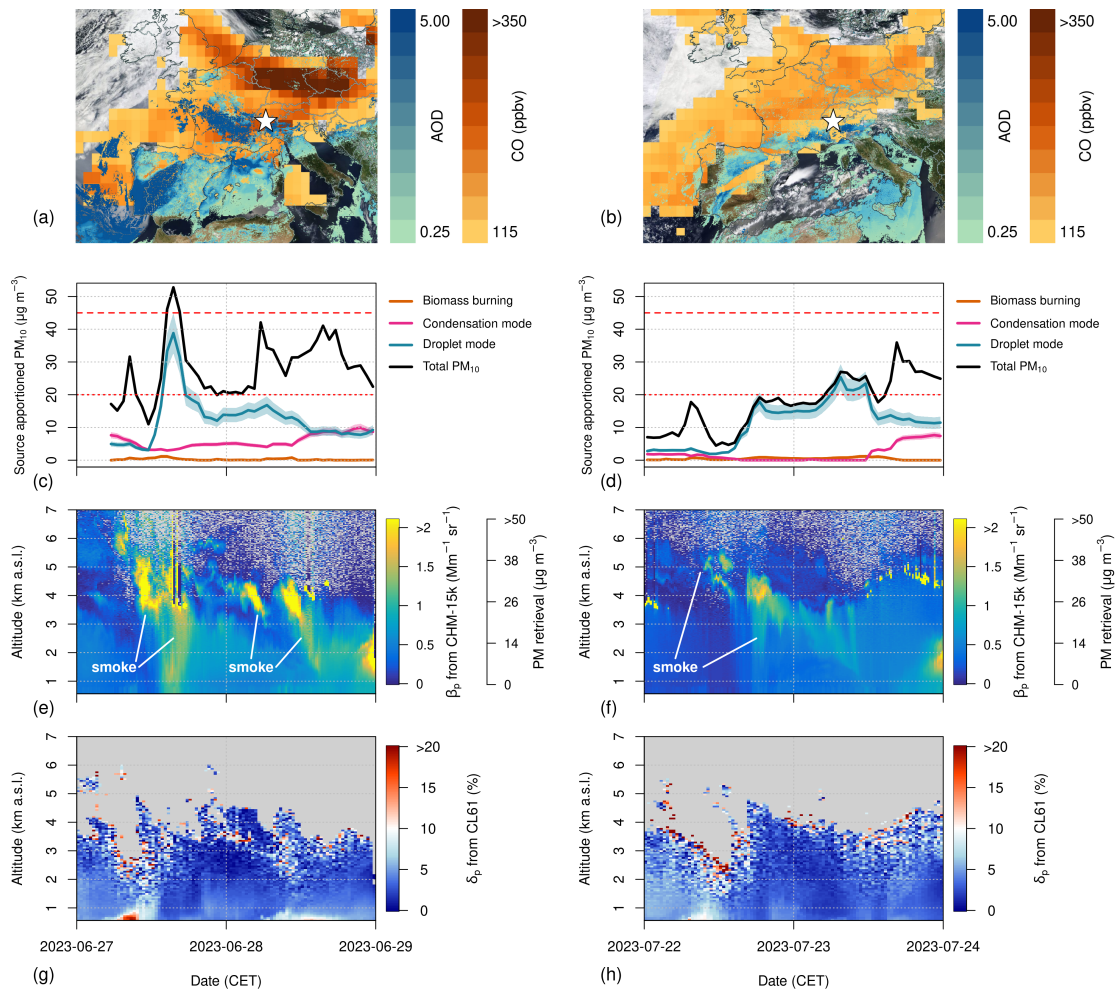 5.00
>350
AOD
CO (ppbv)
0.25
115
(a)
5.00
>350
AOD
CO (ppbv)
0.25
115
(b)
Source apportioned PM10 (µg m−3)
50
40
30
20
10
0
Biomass burning
Condensation mode
Droplet mode
Total PM10
(c)
Source apportioned PM10 (µg m−3)
50
40
30
20
10
0
Biomass burning
Condensation mode
Droplet mode
Total PM10
(d)
Altitude (km a.s.l.)
7
6
5
4
3
2
1
smoke
smoke
>2
1.5
1
0.5
0
βp from CHM-15k (Mm−1 sr−1)
>50
38
26
14
0
PM retrieval (µg m−3)
(e)
Altitude (km a.s.l.)
7
6
5
4
3
2
1
smoke
>2
1.5
1
0.5
0
βp from CHM-15k (Mm−1 sr−1)
>50
38
26
14
0
PM retrieval (µg m−3)
(f)
Altitude (km a.s.l.)
7
6
5
4
3
2
1
>20
15
10
5
0
δp from CL61 (%)
2023-06-27
2023-06-28
2023-06-29
Date (CET)
(g)
Altitude (km a.s.l.)
7
6
5
4
3
2
1
>20
15
10
5
0
δp from CL61 (%)
2023-07-22
2023-07-23
2023-07-24
Date (CET)
(h)